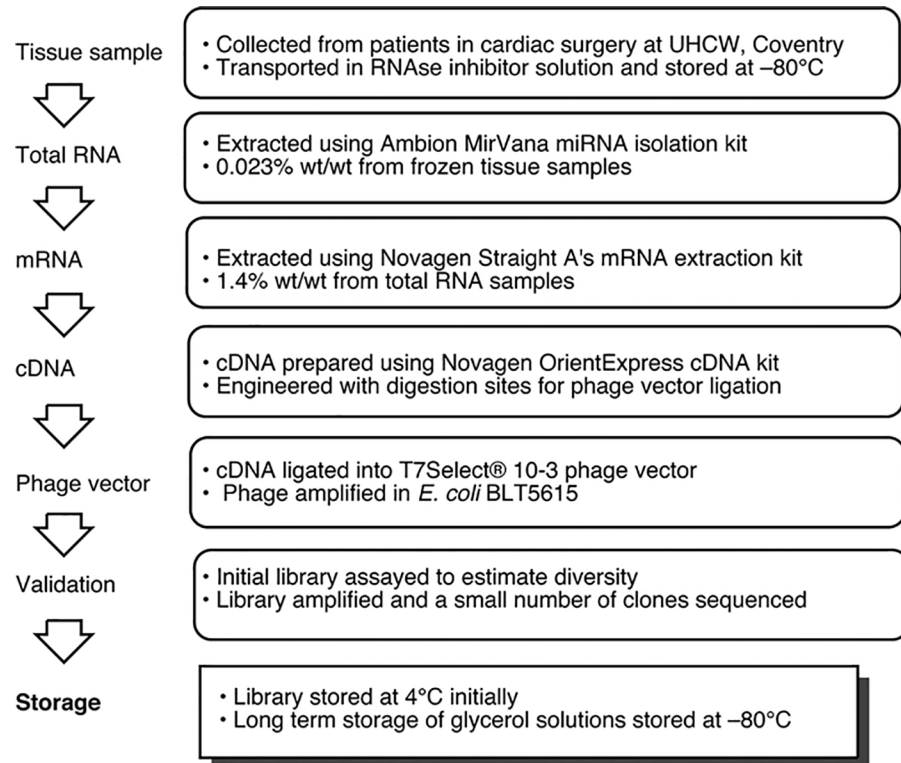 Tissue sample
• Collected from patients in cardiac surgery at UHCW, Coventry
• Transported in RNAse inhibitor solution and stored at –80°C
Total RNA
• Extracted using Ambion MirVana miRNA isolation kit
• 0.023% wt/wt from frozen tissue samples
mRNA
• Extracted using Novagen Straight A's mRNA extraction kit
• 1.4% wt/wt from total RNA samples
cDNA
• cDNA prepared using Novagen OrientExpress cDNA kit
• Engineered with digestion sites for phage vector ligation
Phage vector
• cDNA ligated into T7Select® 10-3 phage vector
• Phage amplified in E. coli BLT5615
Validation
• Initial library assayed to estimate diversity
• Library amplified and a small number of clones sequenced
Storage
• Library stored at 4°C initially
• Long term storage of glycerol solutions stored at –80°C